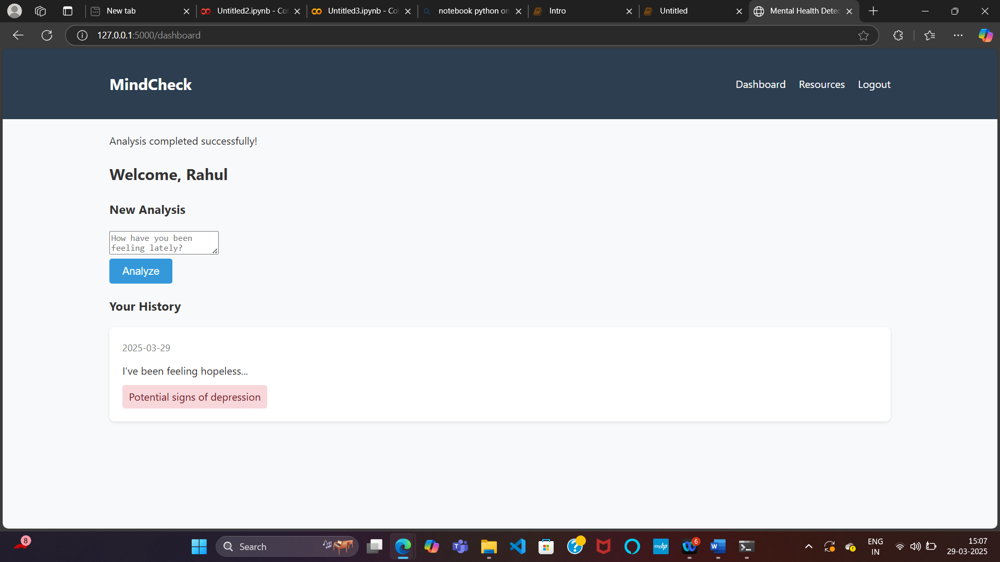 New tab
Untitled2.ipynb - Col
Untitled3.ipynb - Col
notebook python on
Intro
Untitled
Mental Health Detec
127.0.0.1:5000/dashboard
MindCheck
Dashboard
Resources
Logout
Analysis completed successfully!
Welcome, Rahul
New Analysis
How have you been
feeling lately?
Analyze
Your History
2025-03-29
I’ve been feeling hopeless...
Potential signs of depression
8
Search
myhp
6
W
ENG
IN
15:07
29-03-2025